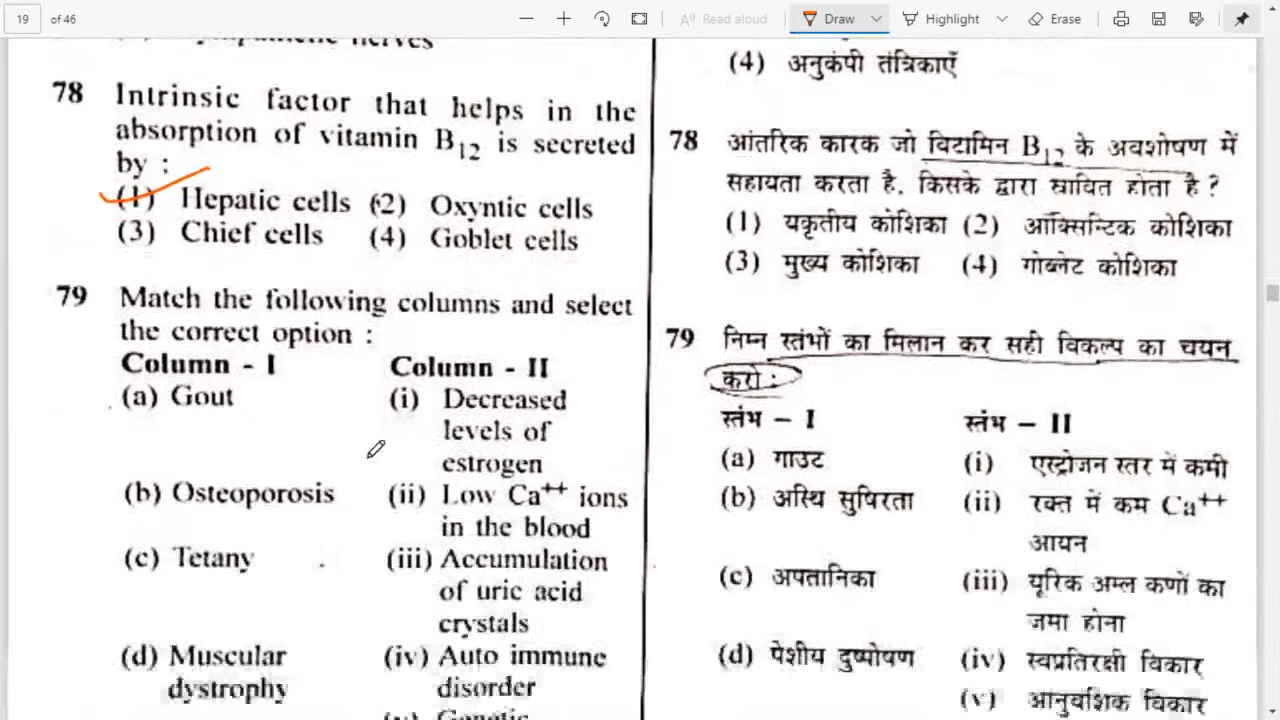 19 of 46
Read aloud
Draw
Highlight
Erase
nerves
78 Intrinsic factor that helps in the
absorption of vitamin B12 is secreted
by :
(1) Hepatic cells (2) Oxyntic cells
(3) Chief cells (4) Goblet cells
79 Match the following columns and select
the correct option :
Column - I Column - II
(a) Gout (i) Decreased
levels of
estrogen
(b) Osteoporosis (ii) Low Ca++ ions
in the blood
(c) Tetany (iii) Accumulation
of uric acid
crystals
(d) Muscular (iv) Auto immune
dystrophy disorder
(v) Genetic
(4) अनुकंपी तंत्रिकाएँ
78 आंतरिक कारक जो विटामिन B12 के अवशोषण में
सहायता करता है, किसके द्वारा स्रावित होता है ?
(1) यकृतीय कोशिका (2) ऑक्सिन्टिक कोशिका
(3) मुख्य कोशिका (4) गोब्लेट कोशिका
79 निम्न स्तंभों का मिलान कर सही विकल्प का चयन
करो :
स्तंभ - I स्तंभ - II
(a) गाउट (i) एस्ट्रोजन स्तर में कमी
(b) अस्थि सुषिरता (ii) रक्त में कम Ca++
आयन
(c) अपतानिका (iii) यूरिक अम्ल कणों का
जमा होना
(d) पेशीय दुष्पोषण (iv) स्वप्रतिरक्षी विकार
(v) आनुवंशिक विकार